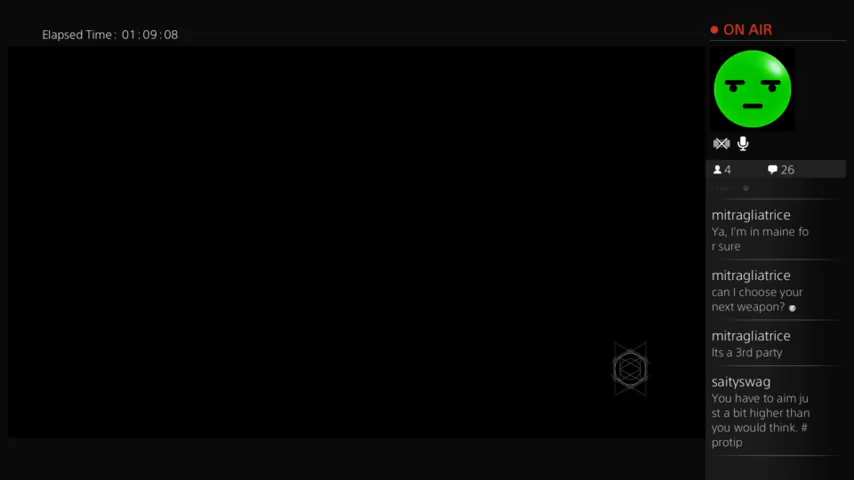 Elapsed Time: 01:09:08
ON AIR
4 26
mitragliatrice
Ya, I'm in maine fo
r sure
mitragliatrice
can I choose your
next weapon?
mitragliatrice
Its a 3rd party
saityswag
You have to aim ju
st a bit higher than
you would think. #
protip